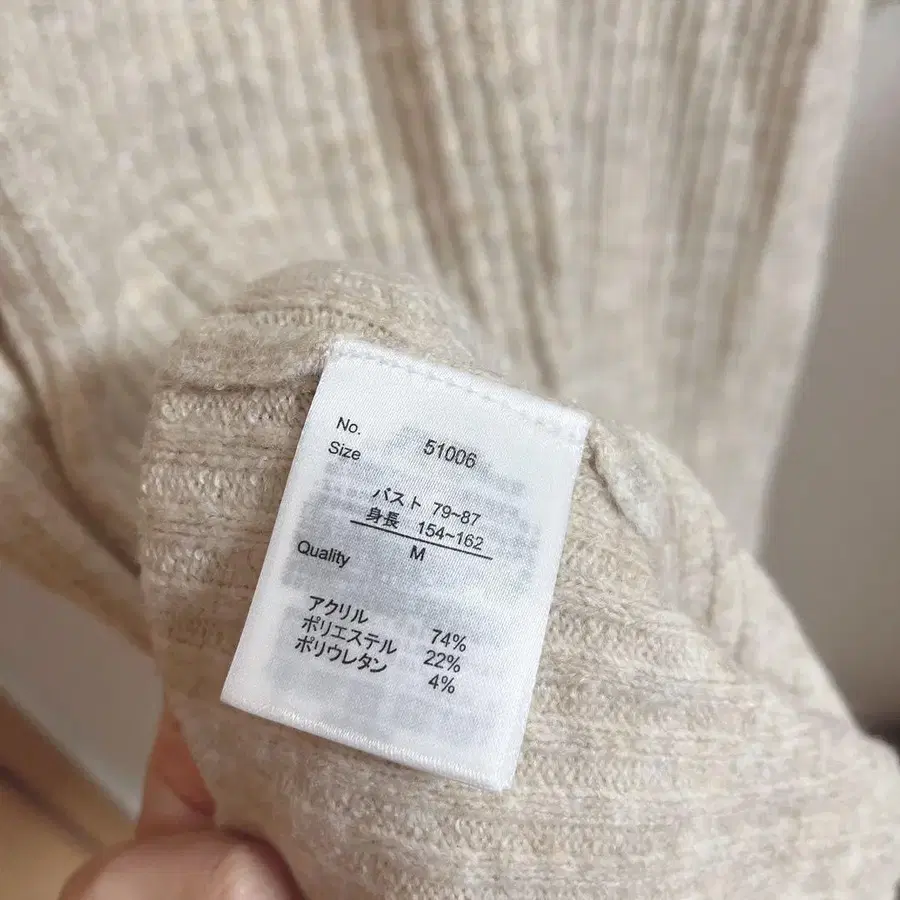 No. 51006
Size
バスト 79~87
身長 154~162
M
Quality
アクリル 74%
ポリエステル 22%
ポリウレタン 4%